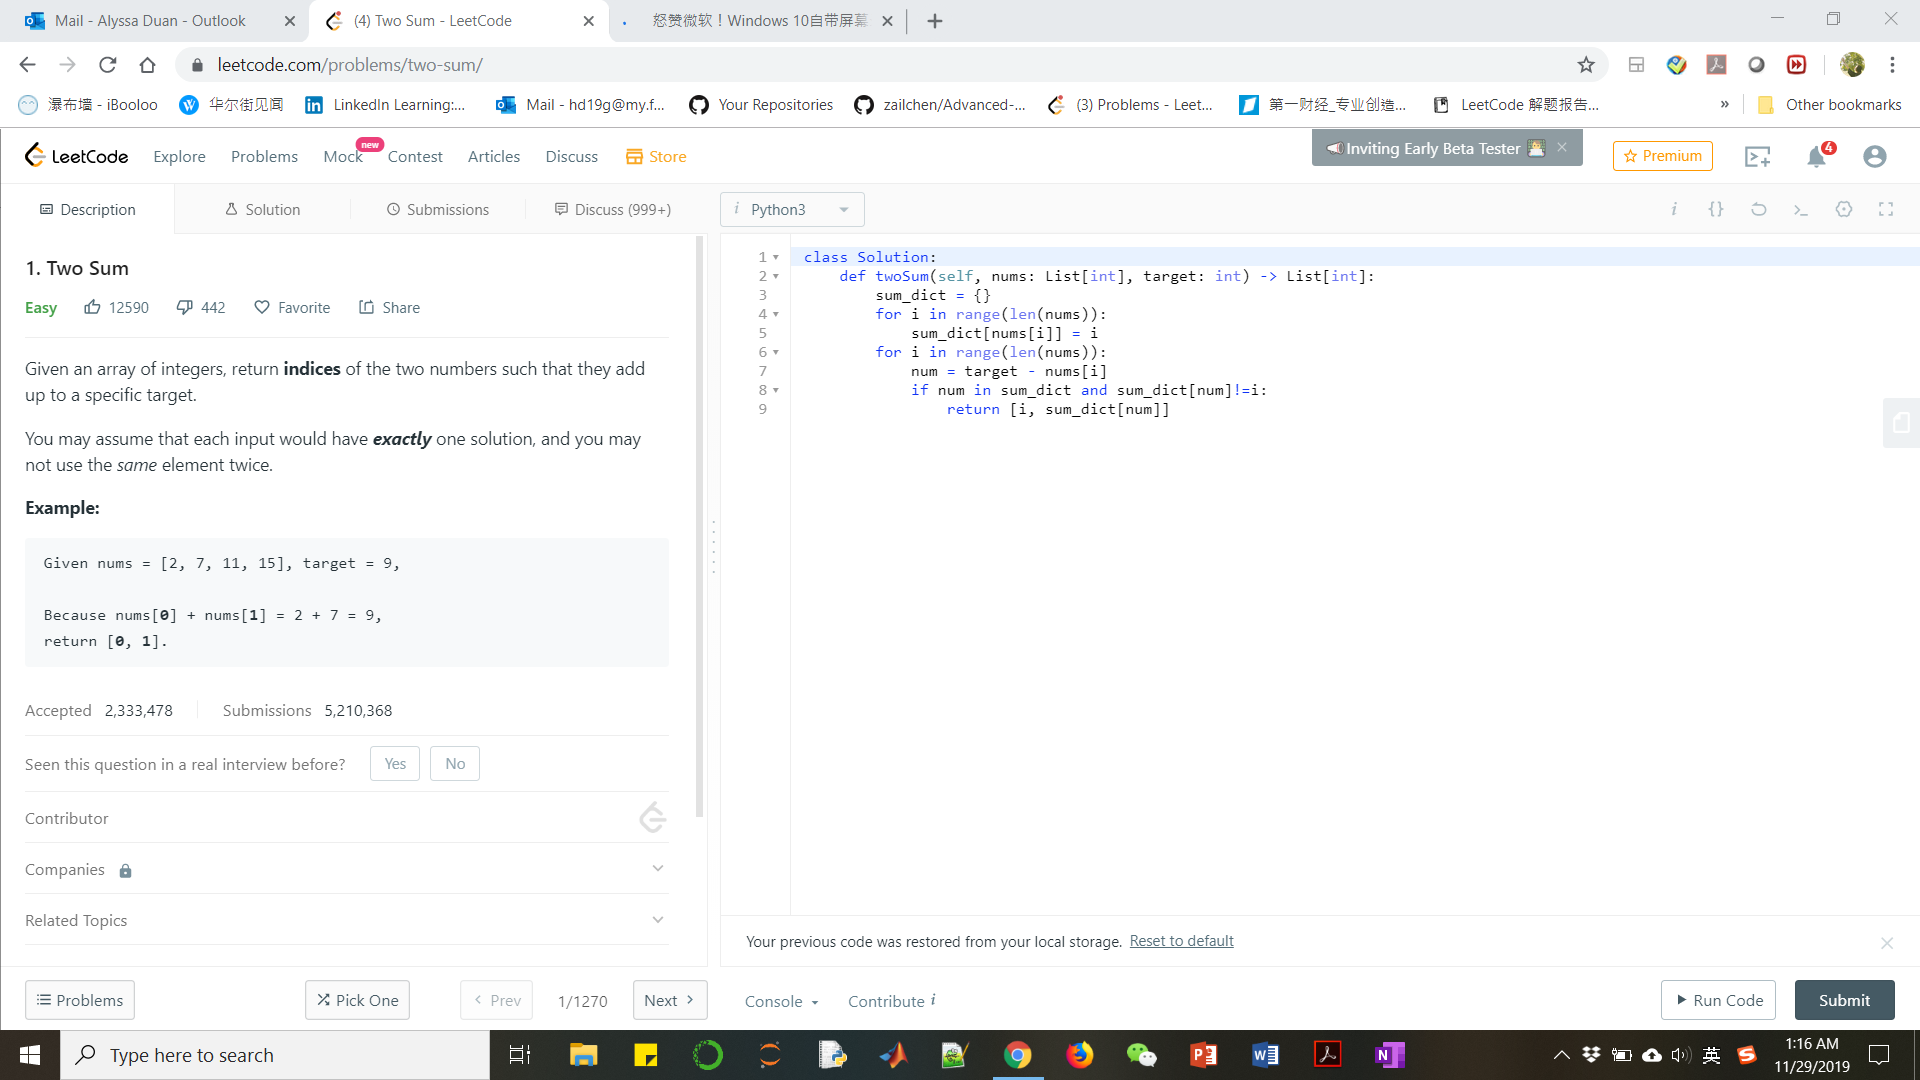 Mail - Alyssa Duan - Outlook
(4) Two Sum - LeetCode
怒赞微软！Windows 10自带屏幕
leetcode.com/problems/two-sum/
瀑布墙 - iBooloo
华尔街见闻
LinkedIn Learning:...
Mail - hd19g@my.f...
Your Repositories
zailchen/Advanced-...
(3) Problems - Leet...
第一财经_专业创造...
LeetCode 解题报告...
»
Other bookmarks
LeetCode
Explore
Problems
Mock
new
Contest
Articles
Discuss
Store
Inviting Early Beta Tester
Premium
4
Description
Solution
Submissions
Discuss (999+)
i Python3
1. Two Sum
Easy
12590
442
Favorite
Share
Given an array of integers, return indices of the two numbers such that they add
up to a specific target.
You may assume that each input would have exactly one solution, and you may
not use the same element twice.
Example:
Given nums = [2, 7, 11, 15], target = 9,
Because nums[0] + nums[1] = 2 + 7 = 9,
return [0, 1].
Accepted 2,333,478
Submissions 5,210,368
Seen this question in a real interview before?
Yes
No
Contributor
Companies
Related Topics
Problems
Pick One
Prev
1/1270
Next
i {} >_
1 class Solution:
2     def twoSum(self, nums: List[int], target: int) -> List[int]:
3         sum_dict = {}
4         for i in range(len(nums)):
5             sum_dict[nums[i]] = i
6         for i in range(len(nums)):
7             num = target - nums[i]
8             if num in sum_dict and sum_dict[num]!=i:
9                 return [i, sum_dict[num]]
Your previous code was restored from your local storage. Reset to default
Console
Contribute i
Run Code
Submit
Type here to search
英
1:16 AM
11/29/2019